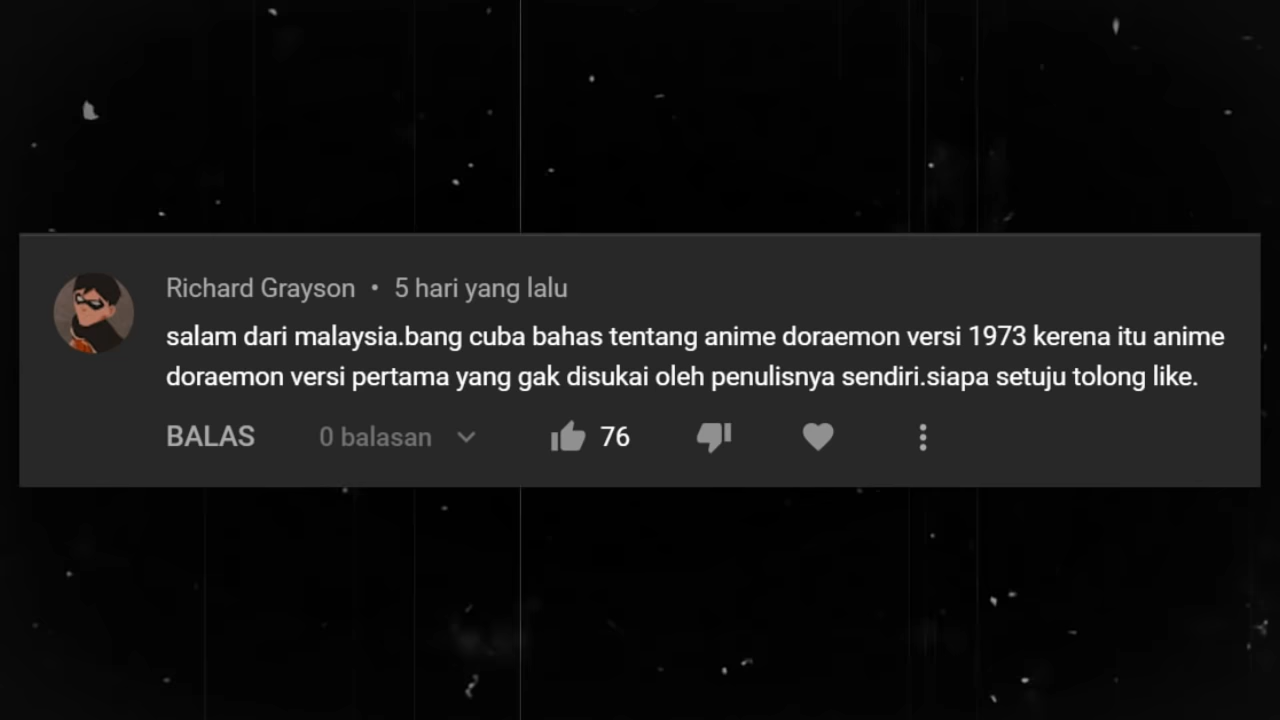 Richard Grayson • 5 hari yang lalu
salam dari malaysia.bang cuba bahas tentang anime doraemon versi 1973 kerena itu anime
doraemon versi pertama yang gak disukai oleh penulisnya sendiri.siapa setuju tolong like.
BALAS 0 balasan 76